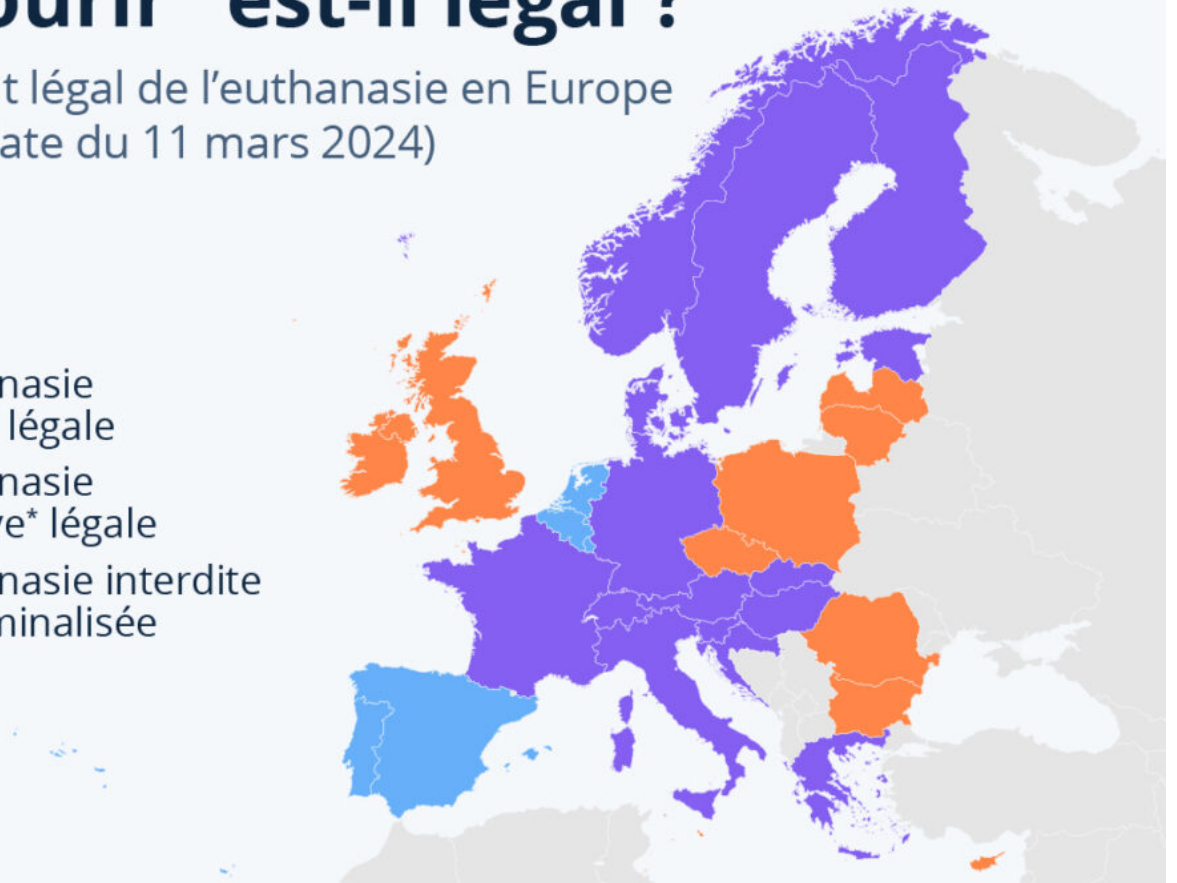 ourir" est-il légal ?
t légal de l'euthanasie en Europe
ate du 11 mars 2024)
nasie
légale
nasie
ve* légale
nasie interdite
minalisée